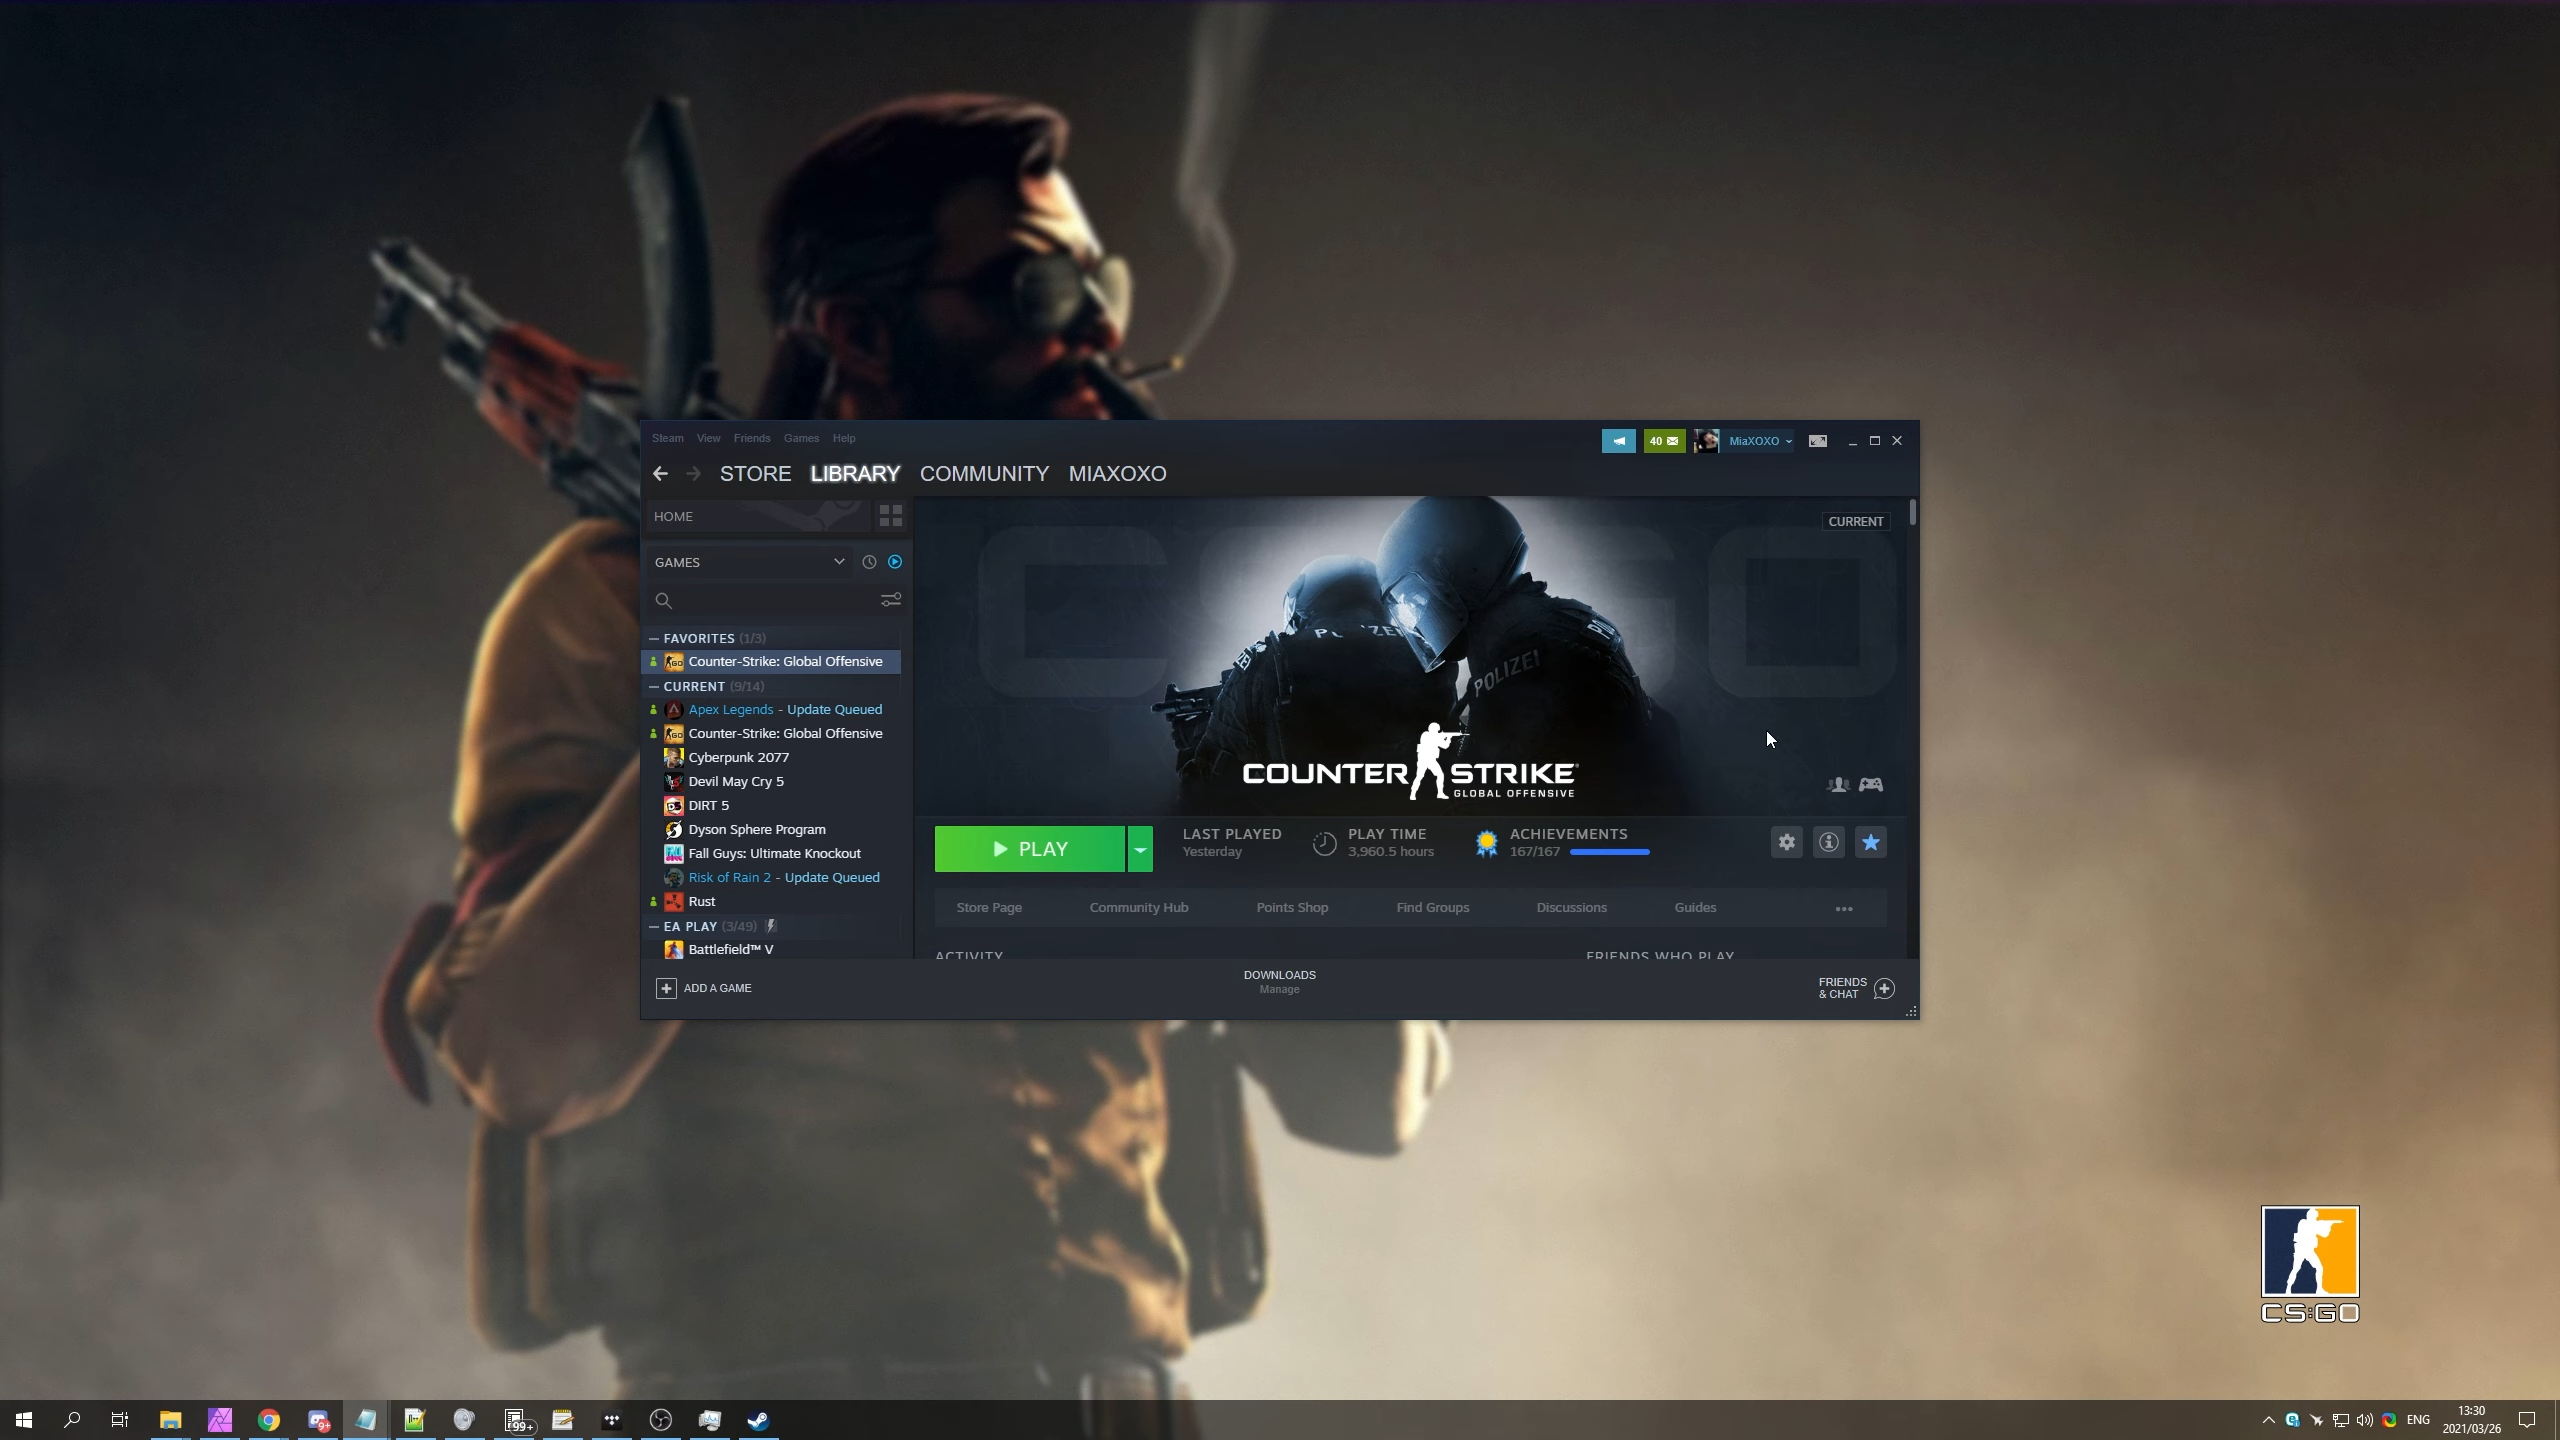 Steam View Friends Games Help
40 MiaXOXO
STORE LIBRARY COMMUNITY MIAXOXO
HOME
CURRENT
GAMES
FAVORITES (1/3)
Counter-Strike: Global Offensive
CURRENT (9/14)
Apex Legends - Update Queued
Counter-Strike: Global Offensive
Cyberpunk 2077
Devil May Cry 5
DIRT 5
Dyson Sphere Program
Fall Guys: Ultimate Knockout
Risk of Rain 2 - Update Queued
Rust
EA PLAY (3/49)
Battlefield™ V
CSGO
POLIZEI
POLIZEI
COUNTER STRIKE
GLOBAL OFFENSIVE
PLAY
LAST PLAYED
Yesterday
PLAY TIME
3,960.5 hours
ACHIEVEMENTS
167/167
Store Page Community Hub Points Shop Find Groups Discussions Guides
ACTIVITY FRIENDS WHO PLAY
ADD A GAME
DOWNLOADS
Manage
FRIENDS
& CHAT
CS:GO
9+ 99+
ENG
13:30
2021/03/26